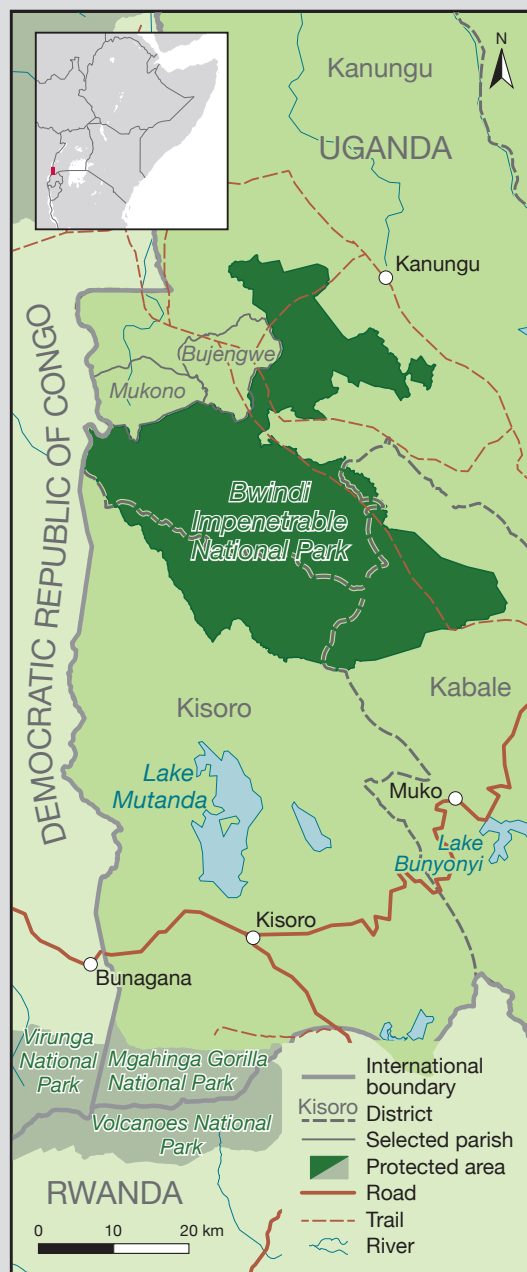 N
Kanungu
UGANDA
Kanungu
DEMOCRATIC REPUBLIC OF CONGO
Bujengwe
Mukono
Bwindi
Impenetrable
National Park
Kisoro
Kabale
Lake
Mutanda
Muko
Lake
Bunyonyi
Kisoro
Bunagana
Virunga
National
Park
Mgahinga Gorilla
National Park
Volcanoes National
Park
RWANDA
0 10 20 km
International
boundary
Kisoro District
Selected parish
Protected area
Road
Trail
River